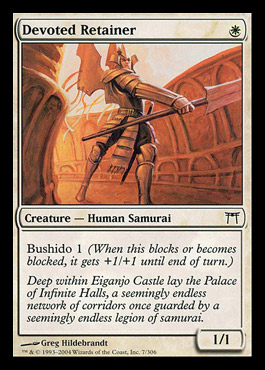 Devoted Retainer
Creature — Human Samurai
Bushido 1 (When this blocks or becomes
blocked, it gets +1/+1 until end of turn.)
Deep within Eiganjo Castle lay the Palace
of Infinite Halls, a seemingly endless
network of corridors once guarded by a
seemingly endless legion of samurai.
Greg Hildebrandt
1/1
™ & © 1993–2004 Wizards of the Coast, Inc. 7/306